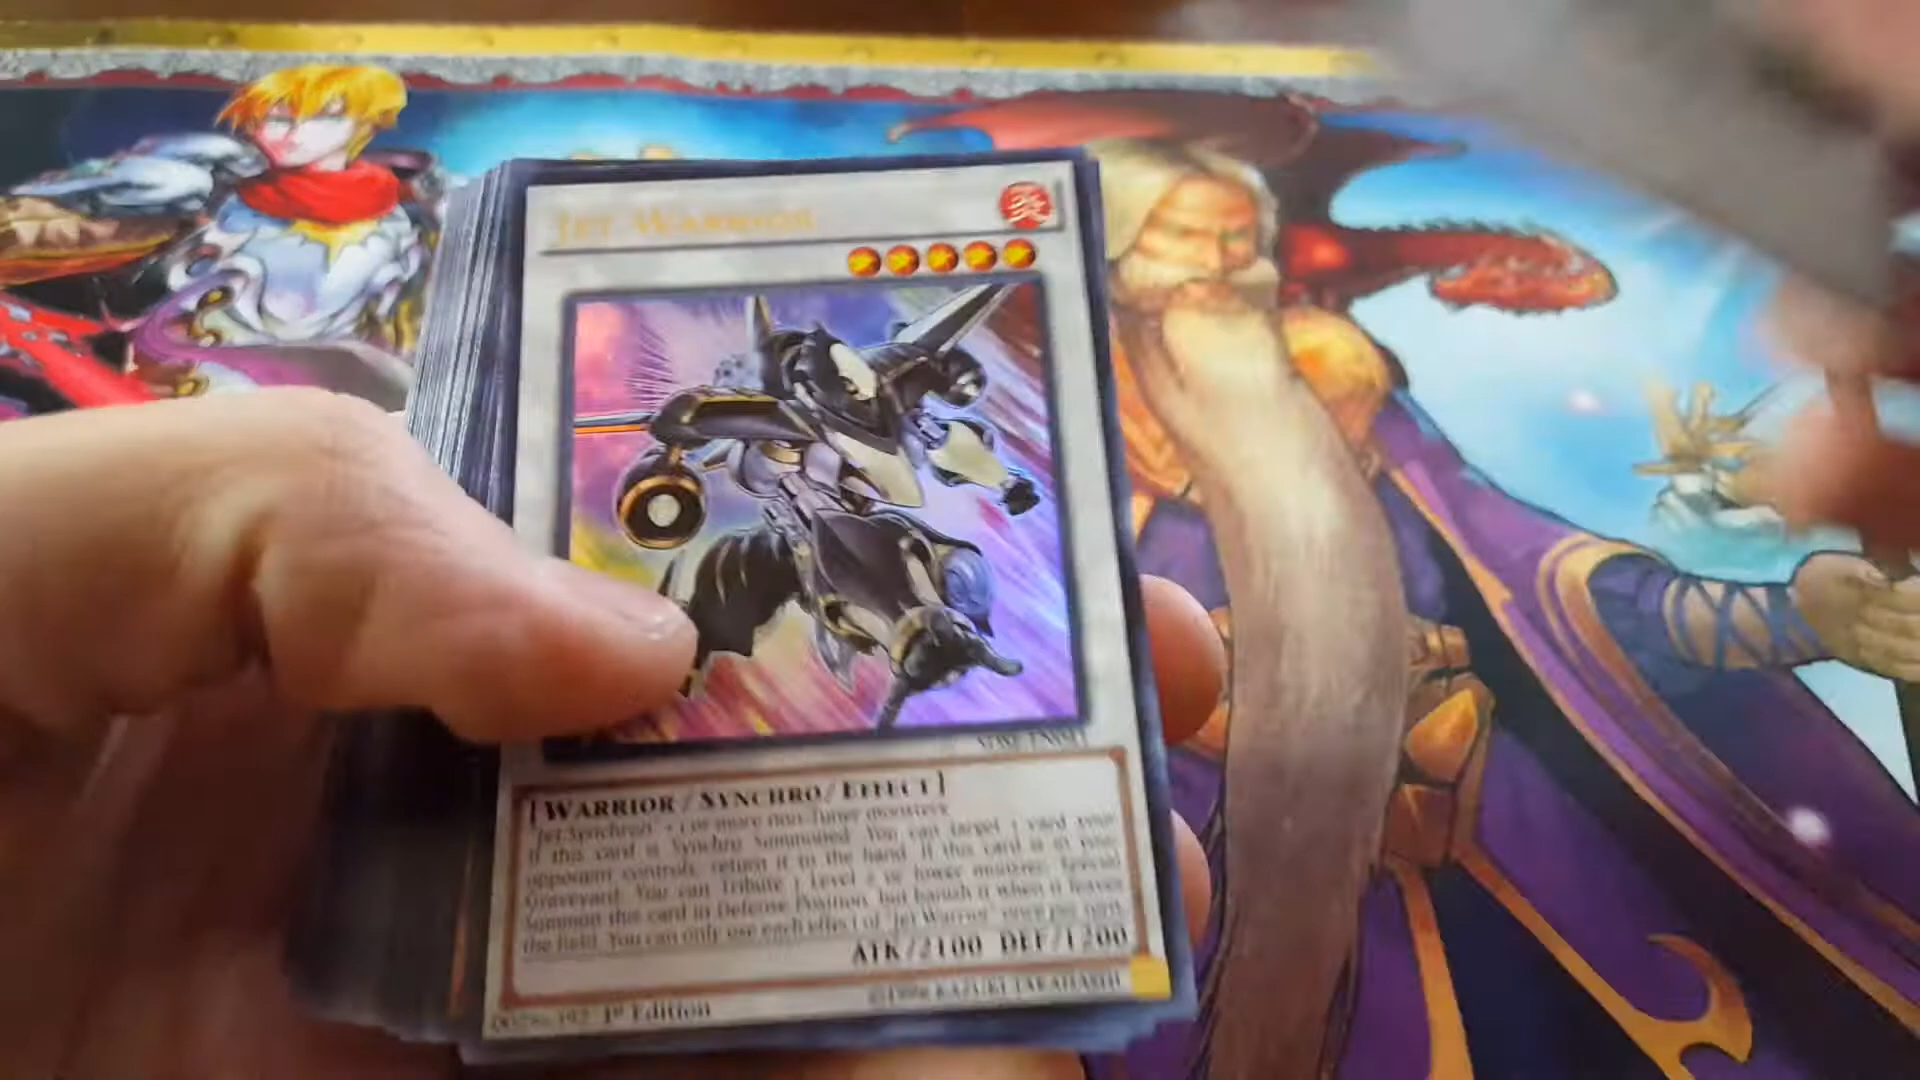 Jet Warrior
炎
[Warrior/Synchro/Effect]
"Jet Synchron" + 1 or more non-Tuner monsters
If this card is Synchro Summoned: You can target 1 card your
opponent controls; return it to the hand. If this card is in your
Graveyard: You can Tribute 1 Level 2 or lower monster; Special
Summon this card in Defense Position, but banish it when it leaves
the field. You can only use each effect of "Jet Warrior" once per turn.
ATK/2100 DEF/1200
1st Edition
©1996 KAZUKI TAKAHASHI